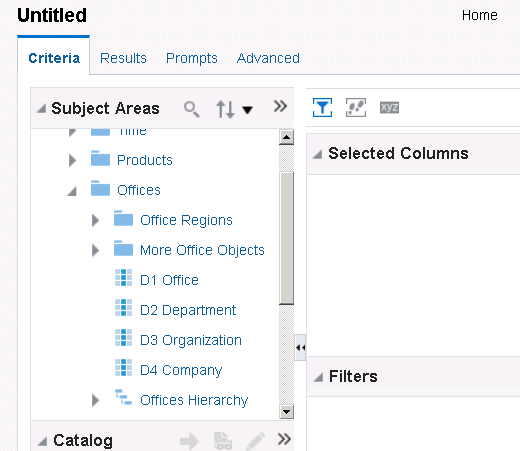 Untitled
Home
Criteria Results Prompts Advanced
Subject Areas
Time
Products
Offices
Office Regions
More Office Objects
D1 Office
D2 Department
D3 Organization
D4 Company
Offices Hierarchy
Catalog
xyz
Selected Columns
Filters